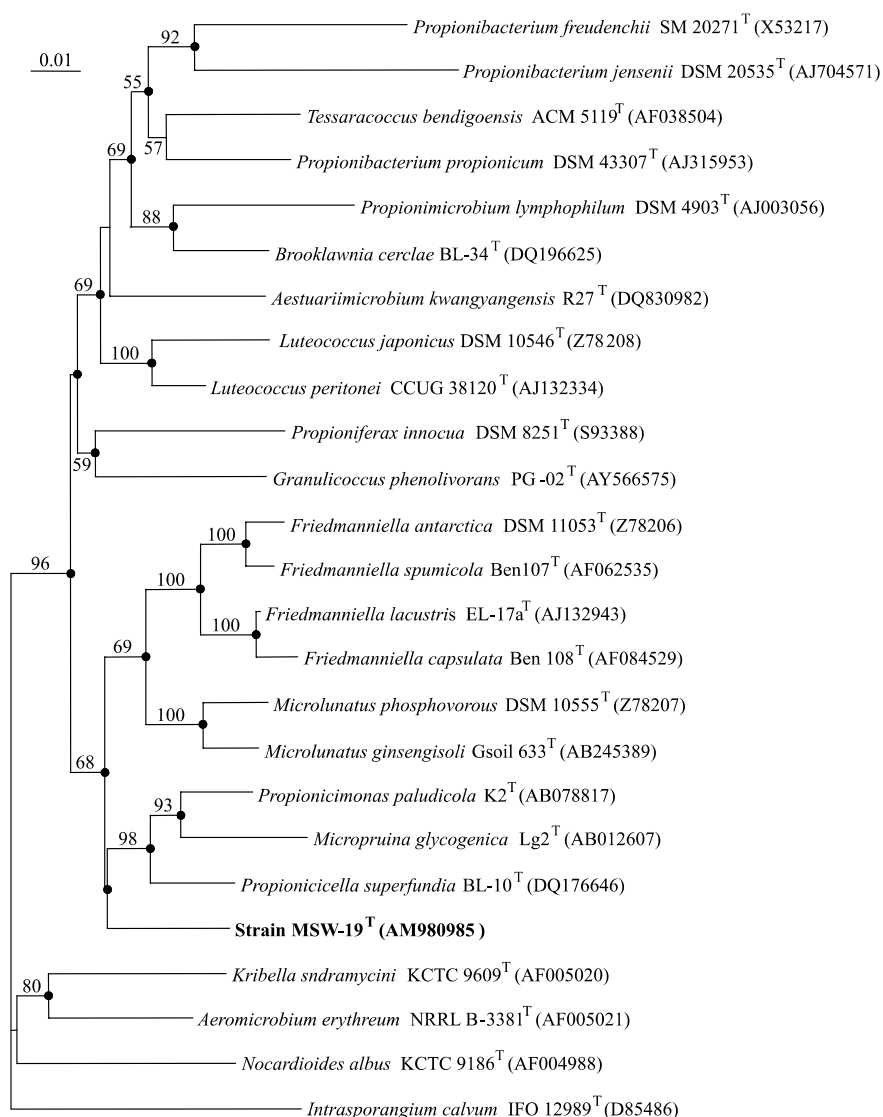 Propionibacterium freudenchii SM 20271T (X53217)
92
0.01
Propionibacterium jensenii DSM 20535T (AJ704571)
55
Tessaracoccus bendigoensis ACM 5119T (AF038504)
57
69
Propionibacterium propionicum DSM 43307T (AJ315953)
Propionimicrobium lymphophilum DSM 4903T (AJ003056)
88
Brooklawnia cerclae BL-34T (DQ196625)
69
Aestuariimicrobium kwangyangensis R27T (DQ830982)
Luteococcus japonicus DSM 10546T (Z78208)
100
Luteococcus peritonei CCUG 38120T (AJ132334)
Propioniferax innocua DSM 8251T (S93388)
59
Granulicoccus phenolivorans PG-02T (AY566575)
Friedmanniella antarctica DSM 11053T (Z78206)
100
96
Friedmanniella spumicola Ben107T (AF062535)
100
Friedmanniella lacustris EL-17aT (AJ132943)
100
69
Friedmanniella capsulata Ben 108T (AF084529)
Microlunatus phosphovorous DSM 10555T (Z78207)
100
Microlunatus ginsengisoli Gsoil 633T (AB245389)
68
Propionicimonas paludicola K2T (AB078817)
93
Micropruina glycogenica Lg2T (AB012607)
98
Propionicicella superfundia BL-10T (DQ176646)
Strain MSW-19T (AM980985)
Kribella sndramycini KCTC 9609T (AF005020)
80
Aeromicrobium erythreum NRRL B-3381T (AF005021)
Nocardioides albus KCTC 9186T (AF004988)
Intrasporangium calvum IFO 12989T (D85486)